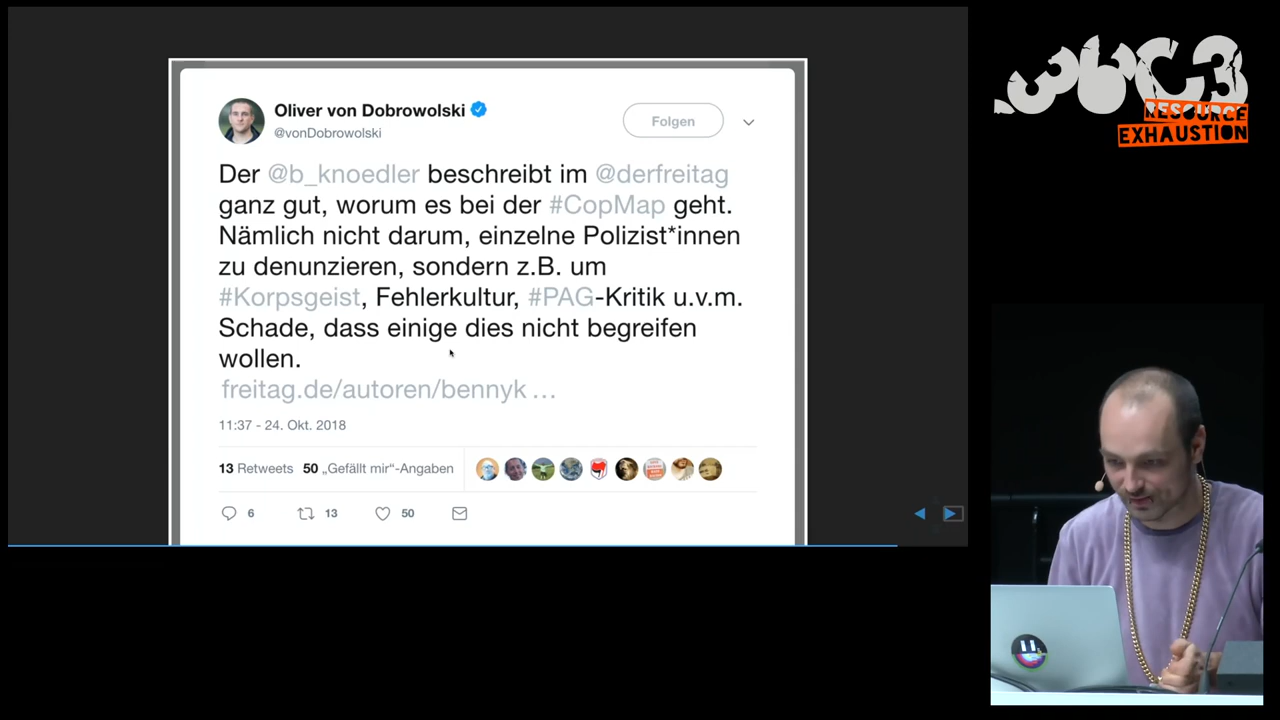 Oliver von Dobrowolski
@vonDobrowolski
Folgen
Der @b_knoedler beschreibt im @derfreitag
ganz gut, worum es bei der #CopMap geht.
Nämlich nicht darum, einzelne Polizist*innen
zu denunzieren, sondern z.B. um
#Korpsgeist, Fehlerkultur, #PAG-Kritik u.v.m.
Schade, dass einige dies nicht begreifen
wollen.
freitag.de/autoren/bennyk …
11:37 - 24. Okt. 2018
13 Retweets 50 „Gefällt mir“-Angaben
6 13 50
35C3
RESOURCE
EXHAUSTION